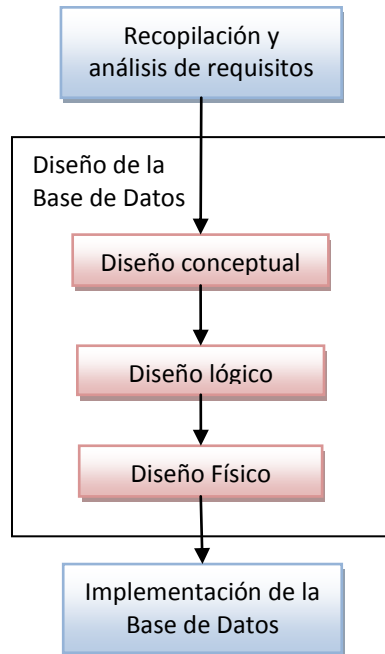 Recopilación y
análisis de requisitos
Diseño de la
Base de Datos
Diseño conceptual
Diseño lógico
Diseño Físico
Implementación de la
Base de Datos